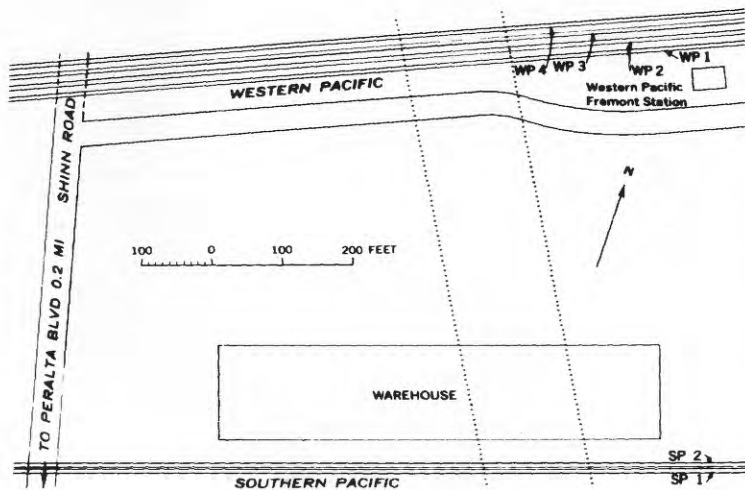 WP 4
WP 3
WP 2
WP 1
WESTERN PACIFIC
Western Pacific
Fremont Station
SHINN ROAD
TO PERALTA BLVD 0.2 MI
N
100 0 100 200 FEET
WAREHOUSE
SP 2
SP 1
SOUTHERN PACIFIC